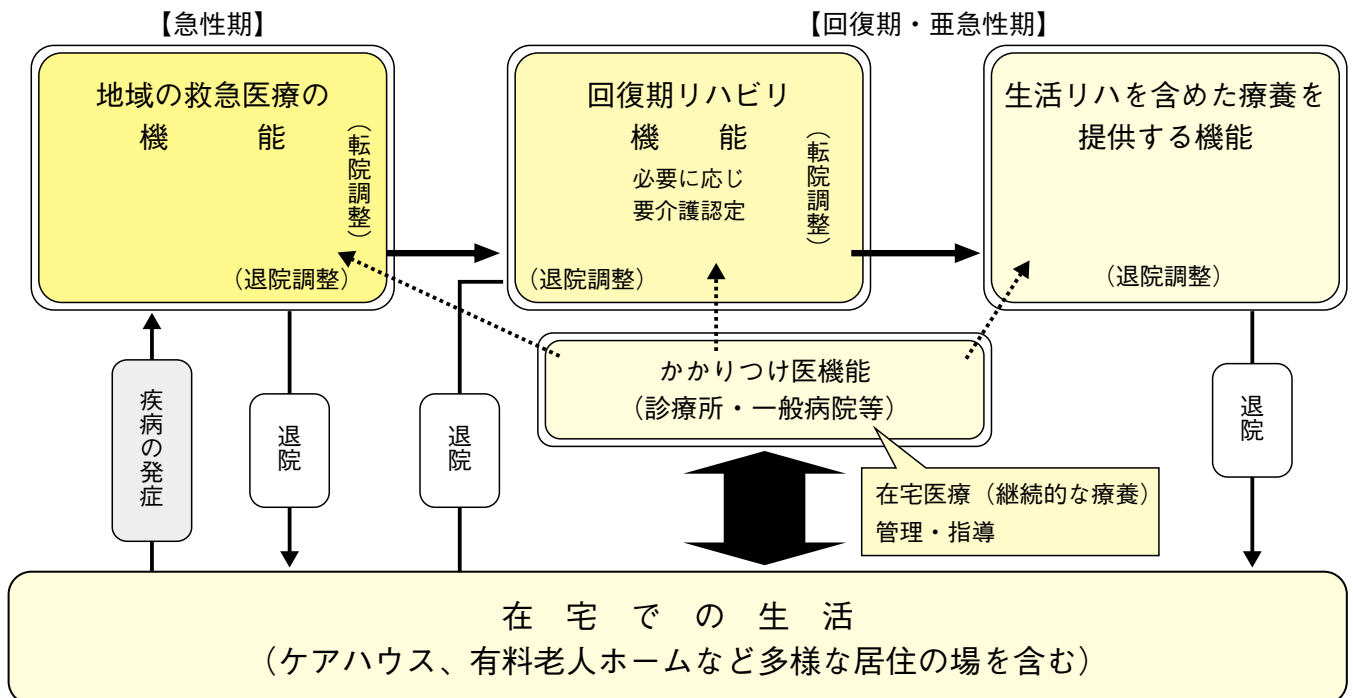 【急性期】
【回復期・亜急性期】
地域の救急医療の
機能
（転院調整）
（退院調整）
回復期リハビリ
機能
必要に応じ
要介護認定
（転院調整）
（退院調整）
生活リハを含めた療養を
提供する機能
（退院調整）
かかりつけ医機能
（診療所・一般病院等）
疾病の発症
退院
退院
退院
在宅医療（継続的な療養）
管理・指導
在宅での生活
（ケアハウス、有料老人ホームなど多様な居住の場を含む）